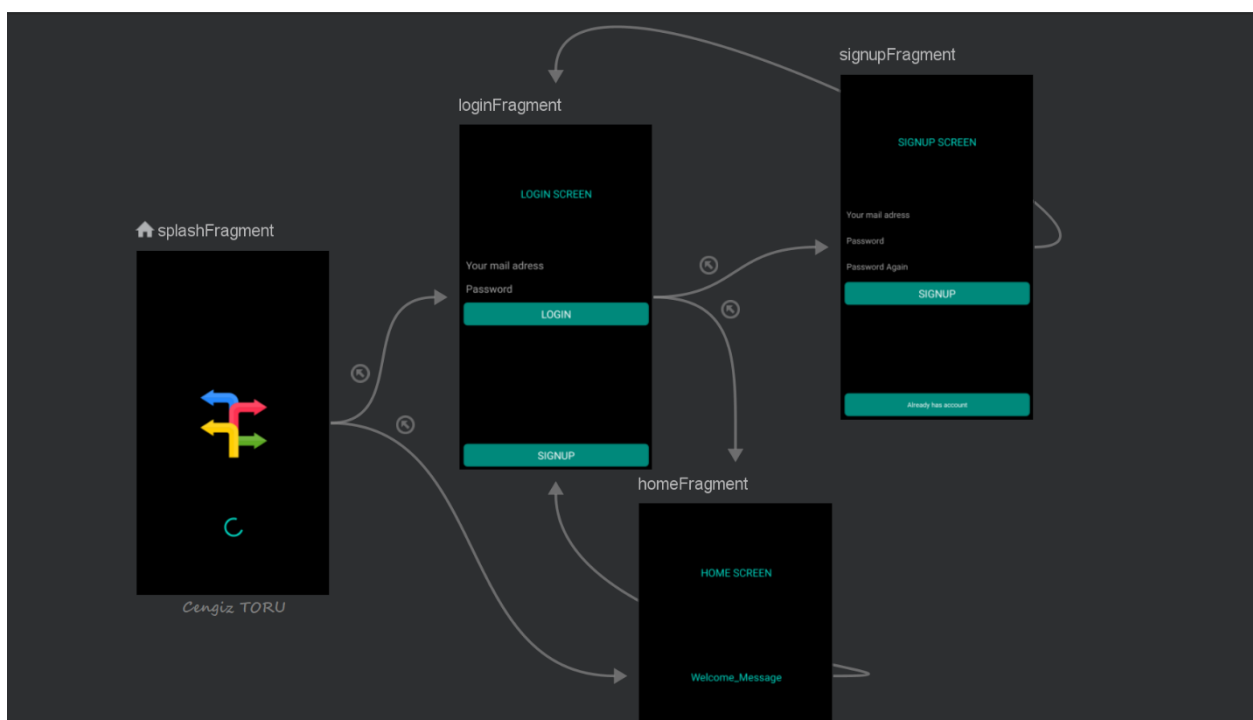 signupFragment
loginFragment
SIGNUP SCREEN
LOGIN SCREEN
splashFragment
Your mail adress
Password
Password Again
SIGNUP
Your mail adress
Password
LOGIN
Already has account
SIGNUP
homeFragment
HOME SCREEN
Cengiz TORU
Welcome_Message